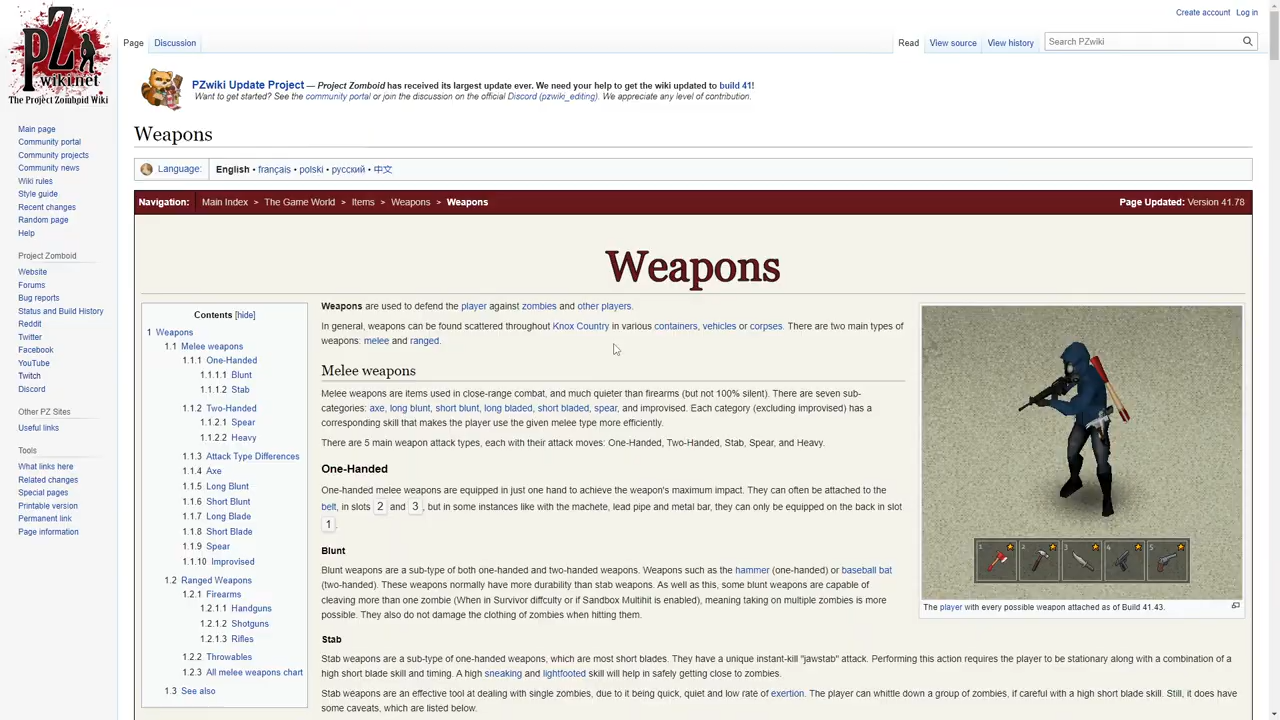 Create account Log in
PZ
wiki.net
The Project Zomboid Wiki
Page Discussion Read View source View history Search PZwiki
PZwiki Update Project — Project Zomboid has received its largest update ever. We need your help to get the wiki updated to build 41!
Want to get started? See the community portal or join the discussion on the official Discord (pzwiki_editing). We appreciate any level of contribution.
Weapons
Language: English • français • polski • русский • 中文
Navigation: Main Index > The Game World > Items > Weapons > Weapons Page Updated: Version 41.78
Main page
Community portal
Community projects
Community news
Wiki rules
Style guide
Recent changes
Random page
Help
Project Zomboid
Website
Forums
Bug reports
Status and Build History
Reddit
Twitter
Facebook
YouTube
Twitch
Discord
Other PZ Sites
Useful links
Tools
What links here
Related changes
Special pages
Printable version
Permanent link
Page information
Weapons
Contents [hide]
1 Weapons
1.1 Melee weapons
1.1.1 One-Handed
1.1.1.1 Blunt
1.1.1.2 Stab
1.1.2 Two-Handed
1.1.2.1 Spear
1.1.2.2 Heavy
1.1.3 Attack Type Differences
1.1.4 Axe
1.1.5 Long Blunt
1.1.6 Short Blunt
1.1.7 Long Blade
1.1.8 Short Blade
1.1.9 Spear
1.1.10 Improvised
1.2 Ranged Weapons
1.2.1 Firearms
1.2.1.1 Handguns
1.2.1.2 Shotguns
1.2.1.3 Rifles
1.2.2 Throwables
1.2.3 All melee weapons chart
1.3 See also
Weapons are used to defend the player against zombies and other players.
In general, weapons can be found scattered throughout Knox Country in various containers, vehicles or corpses. There are two main types of
weapons: melee and ranged.
Melee weapons
Melee weapons are items used in close-range combat, and much quieter than firearms (but not 100% silent). There are seven sub-
categories: axe, long blunt, short blunt, long bladed, short bladed, spear, and improvised. Each category (excluding improvised) has a
corresponding skill that makes the player use the given melee type more efficiently.
There are 5 main weapon attack types, each with their attack moves: One-Handed, Two-Handed, Stab, Spear, and Heavy.
One-Handed
One-handed melee weapons are equipped in just one hand to achieve the weapon's maximum impact. They can often be attached to the
belt, in slots 2 and 3, but in some instances like with the machete, lead pipe and metal bar, they can only be equipped on the back in slot
1.
Blunt
Blunt weapons are a sub-type of both one-handed and two-handed weapons. Weapons such as the hammer (one-handed) or baseball bat
(two-handed). These weapons normally have more durability than stab weapons. As well as this, some blunt weapons are capable of
cleaving more than one zombie (When in Survivor diffculty or if Sandbox Multihit is enabled), meaning taking on multiple zombies is more
possible. They also do not damage the clothing of zombies when hitting them.
Stab
Stab weapons are a sub-type of one-handed weapons, which are most short blades. They have a unique instant-kill "jawstab" attack. Performing this action requires the player to be stationary along with a combination of a
high short blade skill and timing. A high sneaking and lightfooted skill will help in safely getting close to zombies.
Stab weapons are an effective tool at dealing with single zombies, due to it being quick, quiet and low rate of exertion. The player can whittle down a group of zombies, if careful with a high short blade skill. Still, it does have
some caveats, which are listed below.
1 2 3 4 5
The player with every possible weapon attached as of Build 41.43.